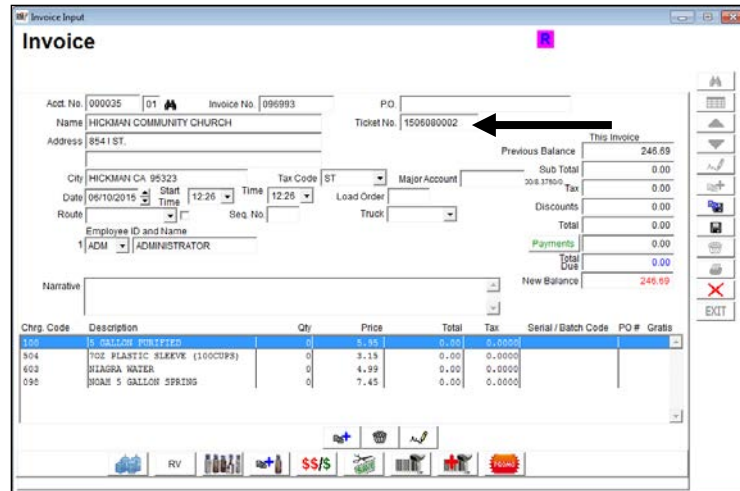 Invoice Input
Invoice
R
Acct. No. 000035 01 Invoice No. 096993 P.O.
Name HICKMAN COMMUNITY CHURCH Ticket No. 1506080002
Address 854 I ST.
This Invoice
Previous Balance 246.69
Sub Total 0.00
City HICKMAN CA 95323 Tax Code ST Major Account
Tax 0.00
Date 06/10/2015 Start Time 12:26 Time 12:26 Load Order
Discounts 0.00
Route Seq. No. Truck
Total 0.00
Employee ID and Name
Payments 0.00
1 ADM ADMINISTRATOR
Total Due 0.00
Narrative
New Balance 246.69
EXIT
Chrg. Code Description Qty Price Total Tax Serial / Batch Code PO # Gratis
100 5 GALLON PURIFIED 0 5.95 0.00 0.0000
504 7OZ PLASTIC SLEEVE (100CUPS) 0 3.15 0.00 0.0000
603 NIAGRA WATER 0 4.99 0.00 0.0000
098 NOAH 5 GALLON SPRING 0 7.45 0.00 0.0000
RV $$/$ PROMO